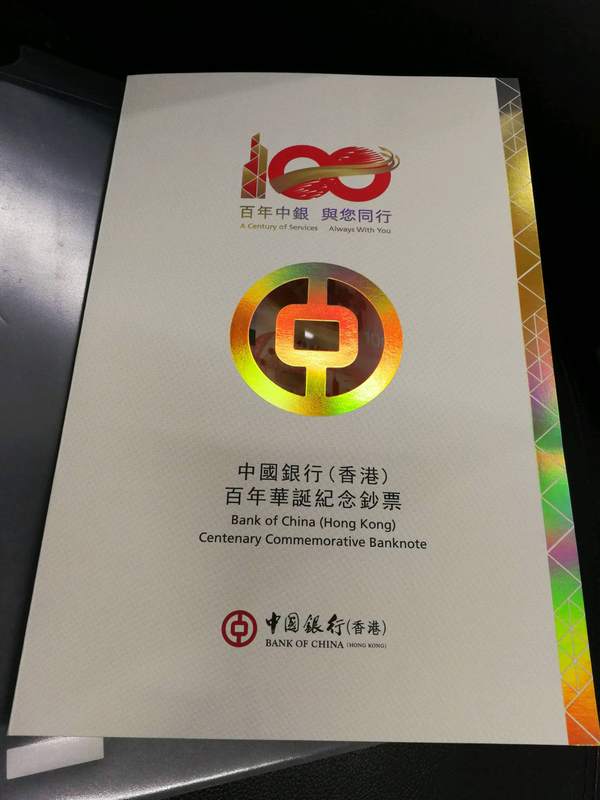 100
百年中銀 與您同行
A Century of Services Always With You
中國銀行(香港)
百年華誕紀念鈔票
Bank of China (Hong Kong)
Centenary Commemorative Banknote
中国銀行(香港)
BANK OF CHINA (HONG KONG)